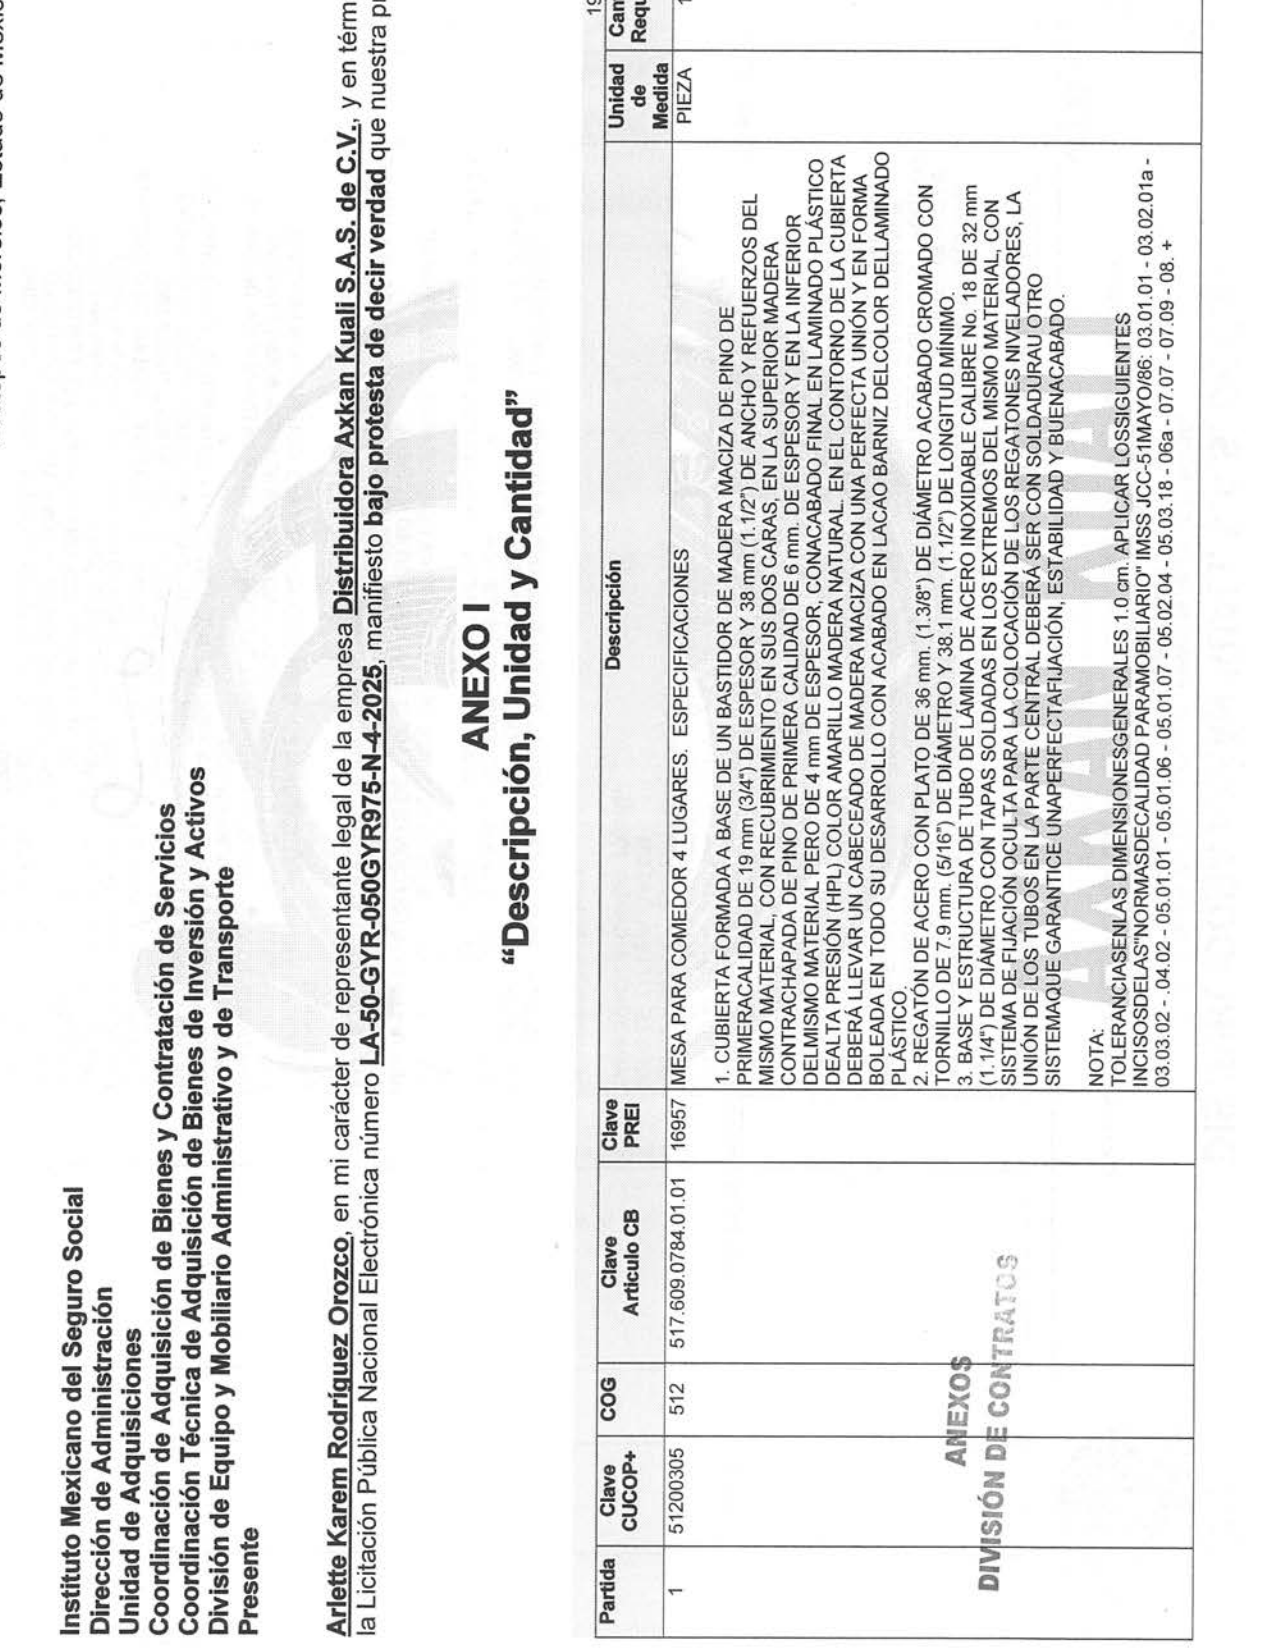 Instituto Mexicano del Seguro Social
Dirección de Administración
Unidad de Adquisiciones
Coordinación de Adquisición de Bienes y Contratación de Servicios
Coordinación Técnica de Adquisición de Bienes de Inversión y Activos
División de Equipo y Mobiliario Administrativo y de Transporte
Presente
Arlette Karem Rodríguez Orozco, en mi carácter de representante legal de la empresa Distribuidora Axkan Kuali S.A.S. de C.V., y en térm
la Licitación Pública Nacional Electrónica número LA-50-GYR-050GYR975-N-4-2025, manifiesto bajo protesta de decir verdad que nuestra
ANEXO I
“Descripción, Unidad y Cantidad”
Partida
Clave CUCOP+
COG
Clave Articulo CB
Clave PREI
Descripción
Unidad de Medida
1
51200305
512
517.609.0784.01.01
16957
MESA PARA COMEDOR 4 LUGARES. ESPECIFICACIONES
PIEZA
1. CUBIERTA FORMADA A BASE DE UN BASTIDOR DE MADERA MACIZA DE PINO DE
PRIMERACALIDAD DE 19 mm (3/4") DE ESPESOR Y 38 mm (1.1/2") DE ANCHO Y REFUERZOS DEL
MISMO MATERIAL, CON RECUBRIMIENTO EN SUS DOS CARAS, EN LA SUPERIOR MADERA
CONTRACHAPADA DE PINO DE PRIMERA CALIDAD DE 6 mm. DE ESPESOR Y EN LA INFERIOR
DELMISMO MATERIAL PERO DE 4 mm DE ESPESOR, CONACABADO FINAL EN LAMINADO PLÁSTICO
DEALTA PRESIÓN (HPL) COLOR AMARILLO MADERA NATURAL. EN EL CONTORNO DE LA CUBIERTA
DEBERÁ LLEVAR UN CABECEADO DE MADERA MACIZA CON UNA PERFECTA UNIÓN Y EN FORMA
BOLEADA EN TODO SU DESARROLLO CON ACABADO EN LACAO BARNIZ DELCOLOR DELLAMINADO
PLÁSTICO.
2. REGATÓN DE ACERO CON PLATO DE 36 mm. (1.3/8") DE DIÁMETRO ACABADO CROMADO CON
TORNILLO DE 7.9 mm. (5/16") DE DIÁMETRO Y 38.1 mm. (1.1/2") DE LONGITUD MÍNIMO.
3. BASE Y ESTRUCTURA DE TUBO DE LÁMINA DE ACERO INOXIDABLE CALIBRE No. 18 DE 32 mm
(1.1/4") DE DIÁMETRO CON TAPAS SOLDADAS EN LOS EXTREMOS DEL MISMO MATERIAL, CON
SISTEMA DE FIJACIÓN OCULTA PARA LA COLOCACIÓN DE LOS REGATONES NIVELADORES, LA
UNIÓN DE LOS TUBOS EN LA PARTE CENTRAL DEBERÁ SER CON SOLDADURAU OTRO
SISTEMAQUE GARANTICE UNAPERFECTAFIJACIÓN, ESTABILIDAD Y BUENACABADO.
NOTA:
TOLERANCIASENLAS DIMENSIONESGENERALES 1.0 cm. APLICAR LOSSIGUIENTES
INCISOSDELAS"NORMASDECALIDAD PARAMOBILIARIO" IMSS JCC-51MAYO/86: 03.01.01 - 03.02.01a -
03.03.02 - .04.02 - 05.01.01 - 05.01.06 - 05.01.07 - 05.02.04 - 05.03.18 - 06a - 07.07 - 07.09 - 08. +
ANEXOS
DIVISIÓN DE CONTRATOS